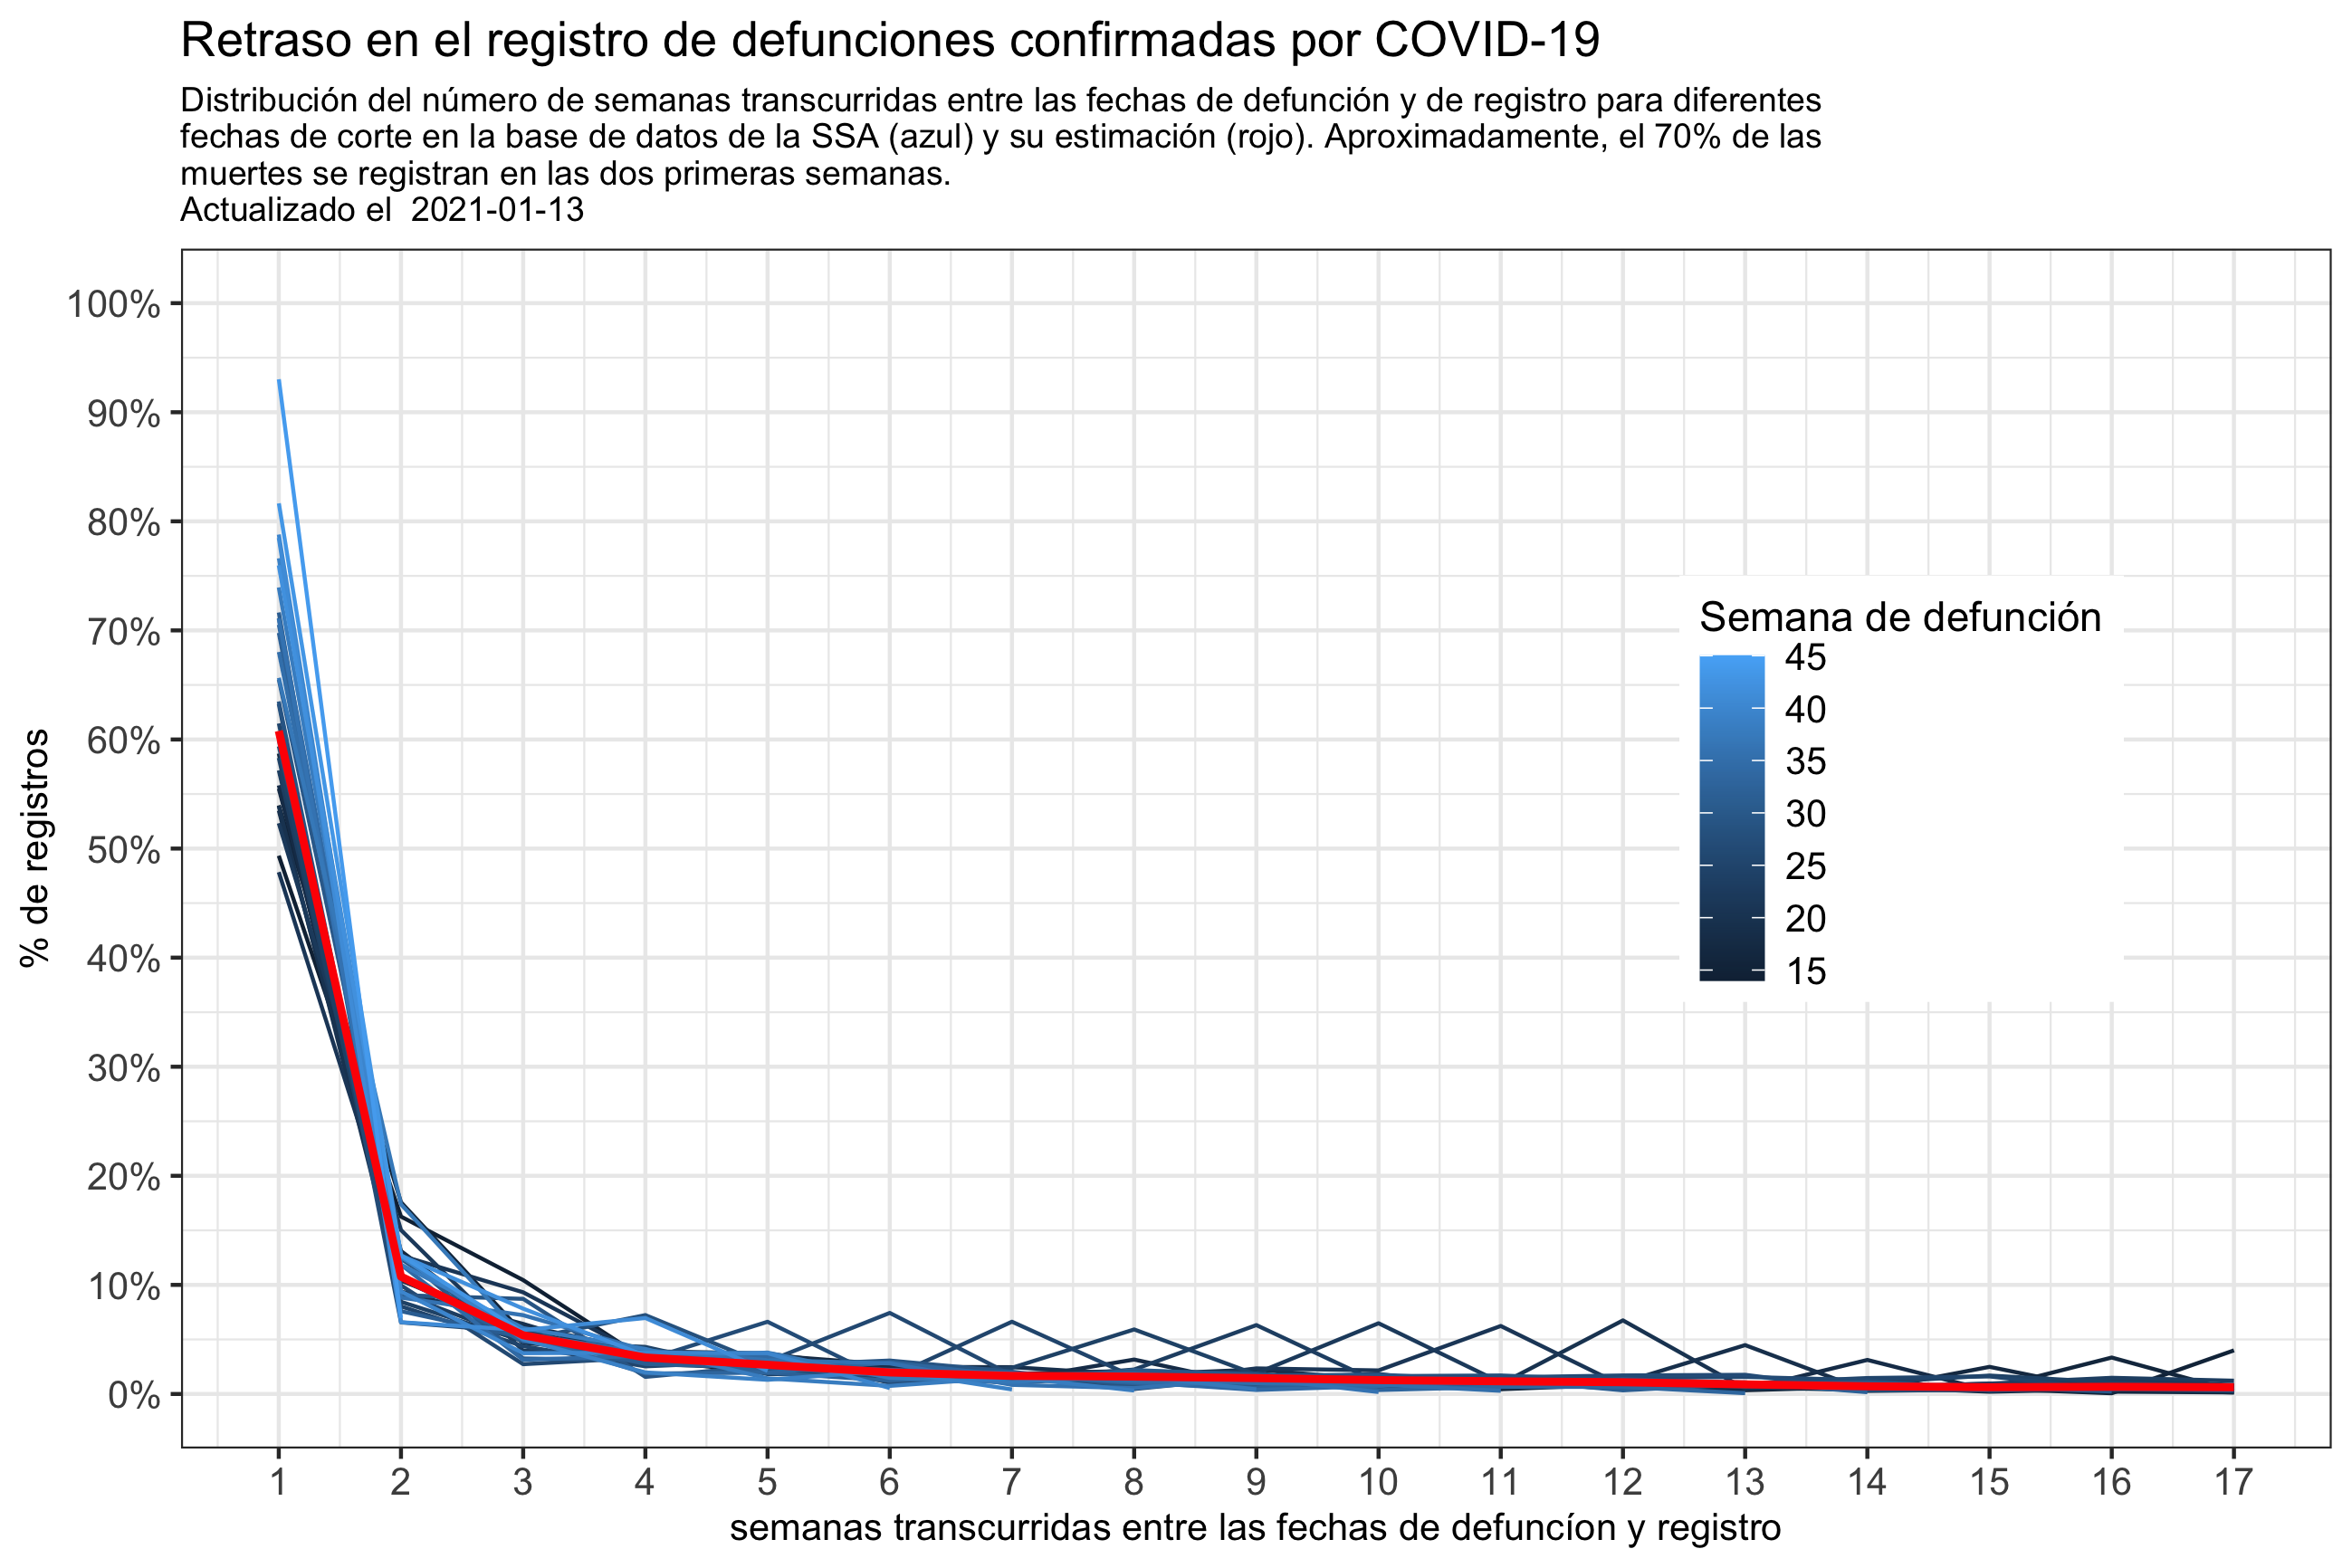 Retraso en el registro de defunciones confirmadas por COVID-19
Distribución del número de semanas transcurridas entre las fechas de defunción y de registro para diferentes
fechas de corte en la base de datos de la SSA (azul) y su estimación (rojo). Aproximadamente, el 70% de las
muertes se registran en las dos primeras semanas.
Actualizado el  2021-01-13
% de registros
100%
90%
80%
70%
60%
50%
40%
30%
20%
10%
0%
Semana de defunción
45
40
35
30
25
20
15
1 2 3 4 5 6 7 8 9 10 11 12 13 14 15 16 17
semanas transcurridas entre las fechas de defuncíon y registro